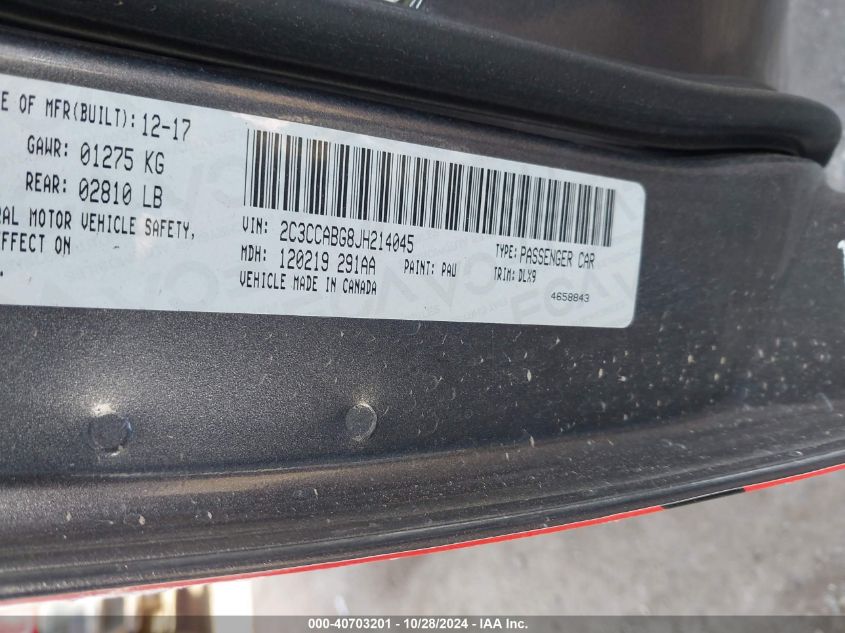 E OF MFR(BUILT): 12-17
GAWR: 01275 KG
REAR: 02810 LB
RAL MOTOR VEHICLE SAFETY,
EFFECT ON
VIN: 2C3CCABG8JH214045
MDH: 120219 291AA
PAINT: PAU
VEHICLE MADE IN CANADA
TYPE: PASSENGER CAR
TRIM: DLX9
4658843
000-40703201 - 10/28/2024 - IAA Inc.